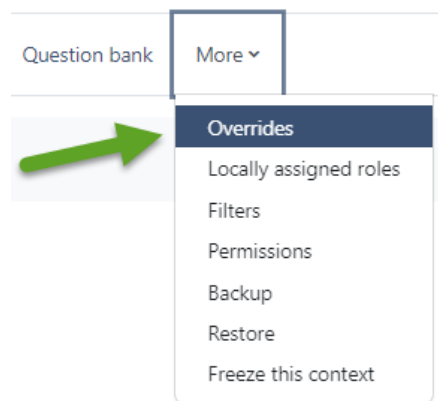 Question bank More
Overrides
Locally assigned roles
Filters
Permissions
Backup
Restore
Freeze this context